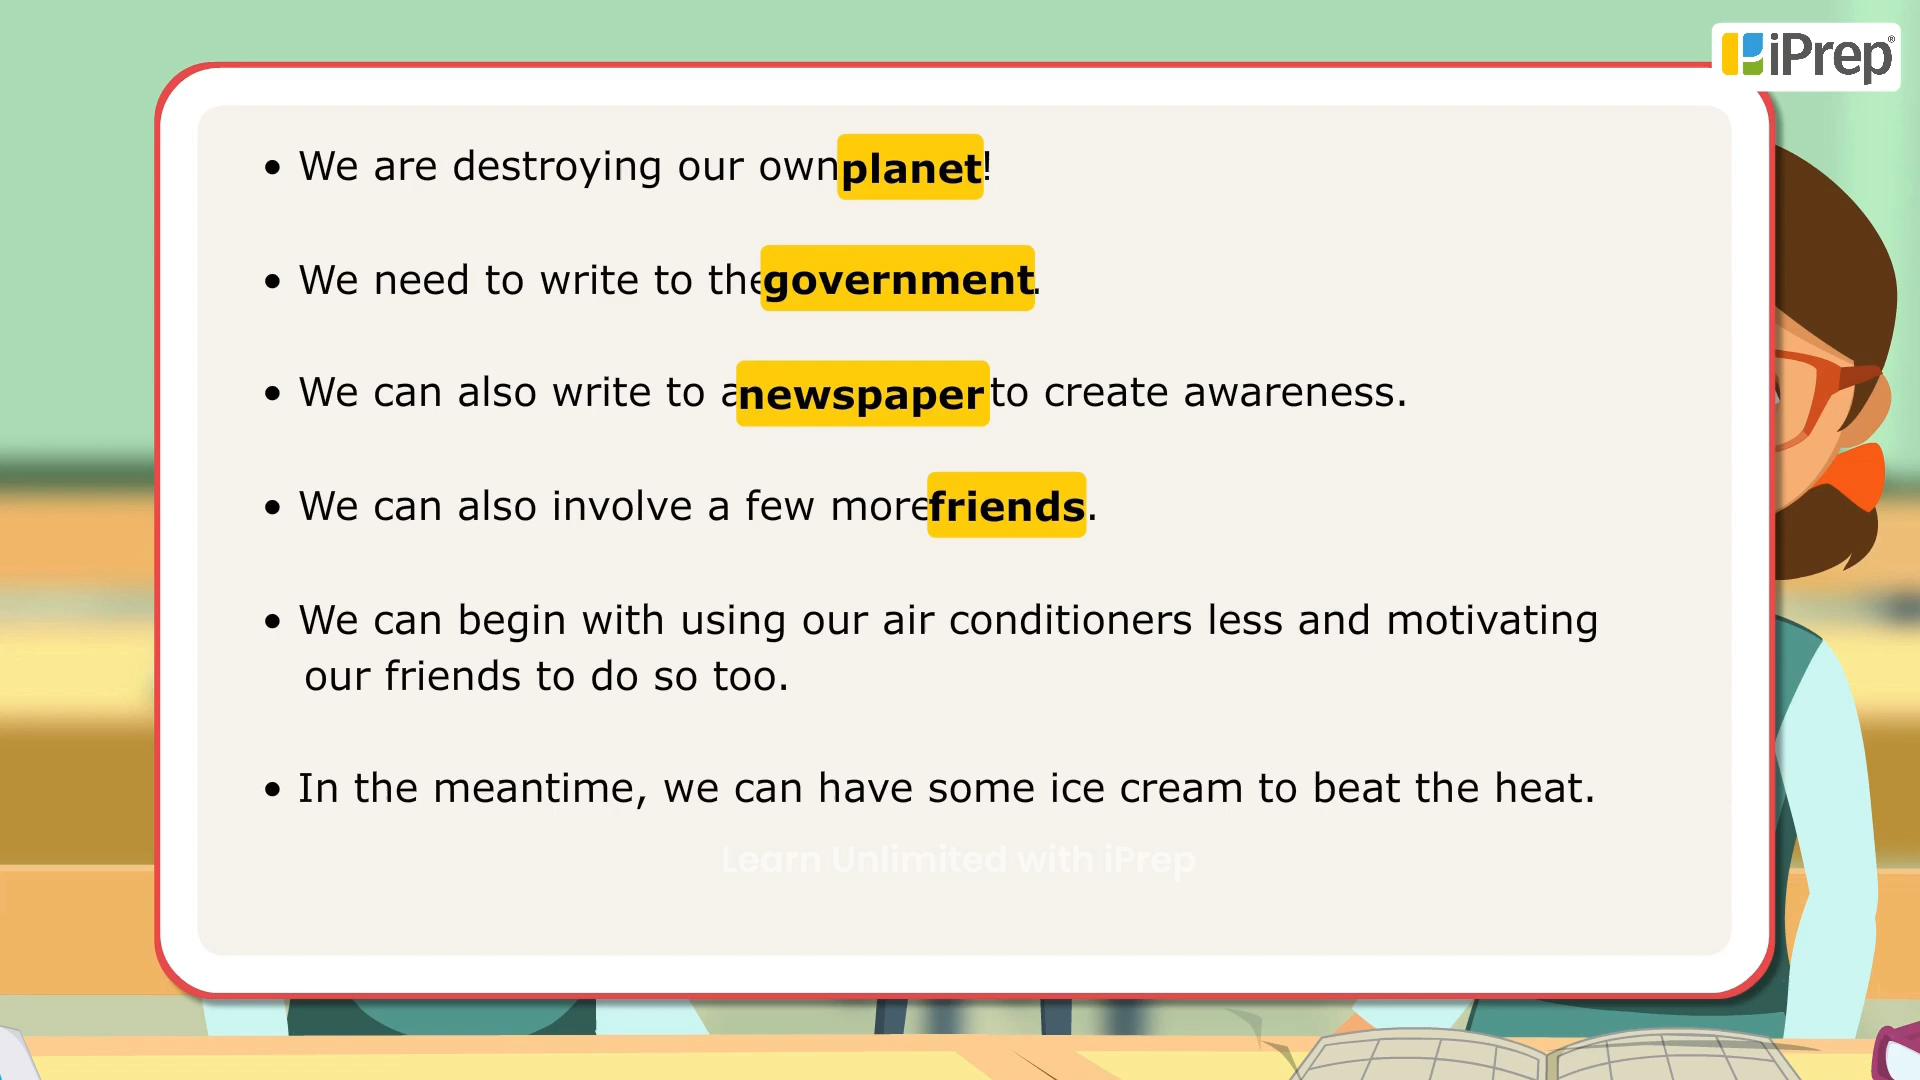 iPrep®
• We are destroying our own planet!
• We need to write to the government.
• We can also write to a newspaper to create awareness.
• We can also involve a few more friends.
• We can begin with using our air conditioners less and motivating
our friends to do so too.
• In the meantime, we can have some ice cream to beat the heat.
Learn Unlimited with iPrep